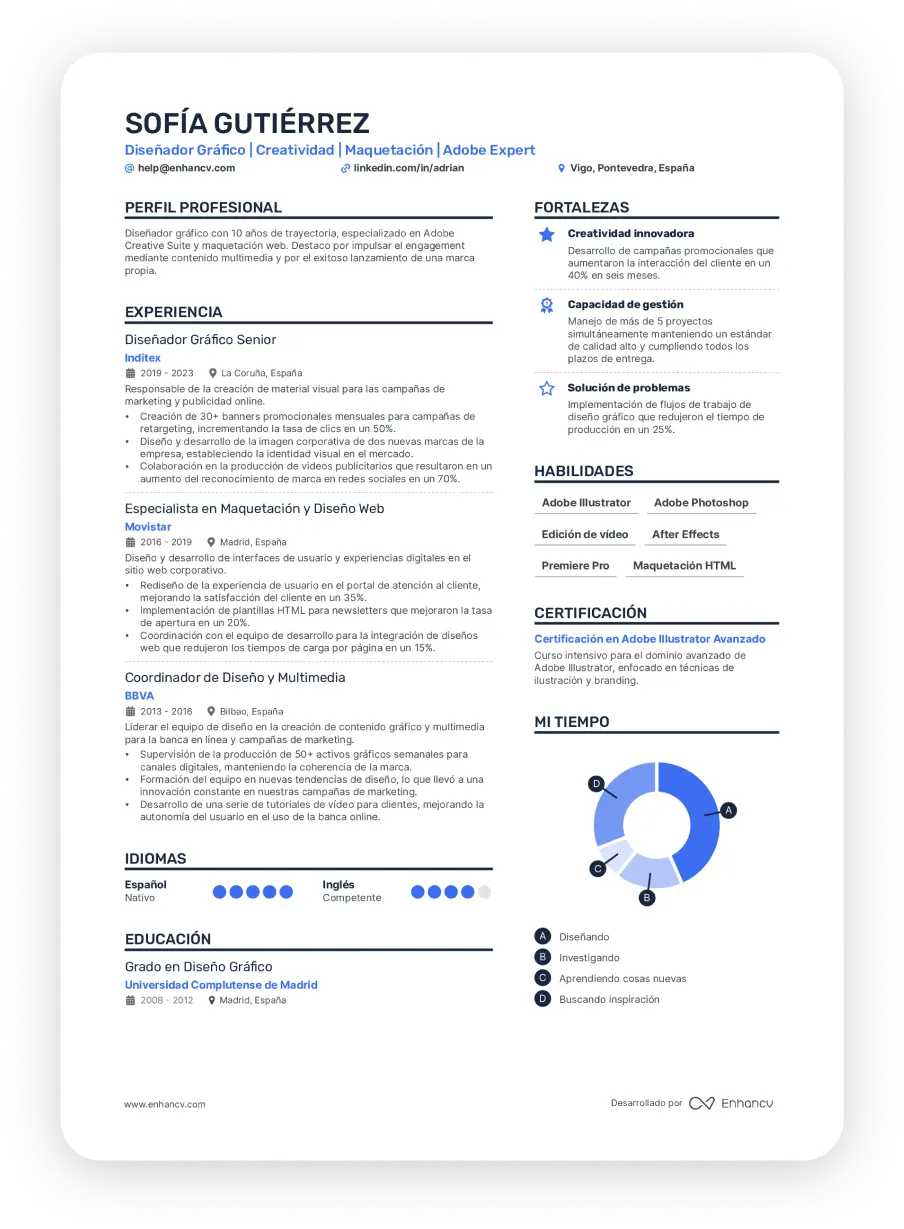 SOFÍA GUTIÉRREZ
Diseñador Gráfico | Creatividad | Maquetación | Adobe Expert
help@enhancv.com
linkedin.com/in/adrian
Vigo, Pontevedra, España
PERFIL PROFESIONAL
Diseñador gráfico con 10 años de trayectoria, especializado en Adobe
Creative Suite y maquetación web. Destaco por impulsar el engagement
mediante contenido multimedia y por el exitoso lanzamiento de una marca
propia.
EXPERIENCIA
Diseñador Gráfico Senior
Inditex
2019 - 2023 La Coruña, España
Responsable de la creación de material visual para las campañas de
marketing y publicidad online.
• Creación de 30+ banners promocionales mensuales para campañas de
retargeting, incrementando la tasa de clics en un 50%.
• Diseño y desarrollo de la imagen corporativa de dos nuevas marcas de la
empresa, estableciendo la identidad visual en el mercado.
• Colaboración en la producción de videos publicitarios que resultaron en un
aumento del reconocimiento de marca en redes sociales en un 70%.
Especialista en Maquetación y Diseño Web
Movistar
2016 - 2019 Madrid, España
Diseño y desarrollo de interfaces de usuario y experiencias digitales en el
sitio web corporativo.
• Rediseño de la experiencia de usuario en el portal de atención al cliente,
mejorando la satisfacción del cliente en un 35%.
• Implementación de plantillas HTML para newsletters que mejoraron la tasa
de apertura en un 20%.
• Coordinación con el equipo de desarrollo para la integración de diseños
web que redujeron los tiempos de carga por página en un 15%.
Coordinador de Diseño y Multimedia
BBVA
2013 - 2016 Bilbao, España
Liderar el equipo de diseño en la creación de contenido gráfico y multimedia
para la banca en línea y campañas de marketing.
• Supervisión de la producción de 50+ activos gráficos semanales para
canales digitales, manteniendo la coherencia de la marca.
• Formación del equipo en nuevas tendencias de diseño, lo que llevó a una
innovación constante en nuestras campañas de marketing.
• Desarrollo de una serie de tutoriales de vídeo para clientes, mejorando la
autonomía del usuario en el uso de la banca online.
IDIOMAS
Español
Nativo
Inglés
Competente
EDUCACIÓN
Grado en Diseño Gráfico
Universidad Complutense de Madrid
2008 - 2012 Madrid, España
FORTALEZAS
Creatividad innovadora
Desarrollo de campañas promocionales que
aumentaron la interacción del cliente en un
40% en seis meses.
Capacidad de gestión
Manejo de más de 5 proyectos
simultáneamente manteniendo un estándar
de calidad alto y cumpliendo todos los
plazos de entrega.
Solución de problemas
Implementación de flujos de trabajo de
diseño gráfico que redujeron el tiempo de
producción en un 25%.
HABILIDADES
Adobe Illustrator Adobe Photoshop
Edición de vídeo After Effects
Premiere Pro Maquetación HTML
CERTIFICACIÓN
Certificación en Adobe Illustrator Avanzado
Curso intensivo para el dominio avanzado de
Adobe Illustrator, enfocado en técnicas de
ilustración y branding.
MI TIEMPO
D
A
C
B
A Diseñando
B Investigando
C Aprendiendo cosas nuevas
D Buscando inspiración
www.enhancv.com
Desarrollado por Enhancv